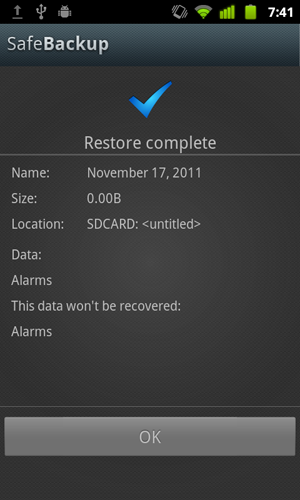 7:41
SafeBackup
Restore complete
Name: November 17, 2011
Size: 0.00B
Location: SDCARD: <untitled>
Data:
Alarms
This data won't be recovered:
Alarms
OK